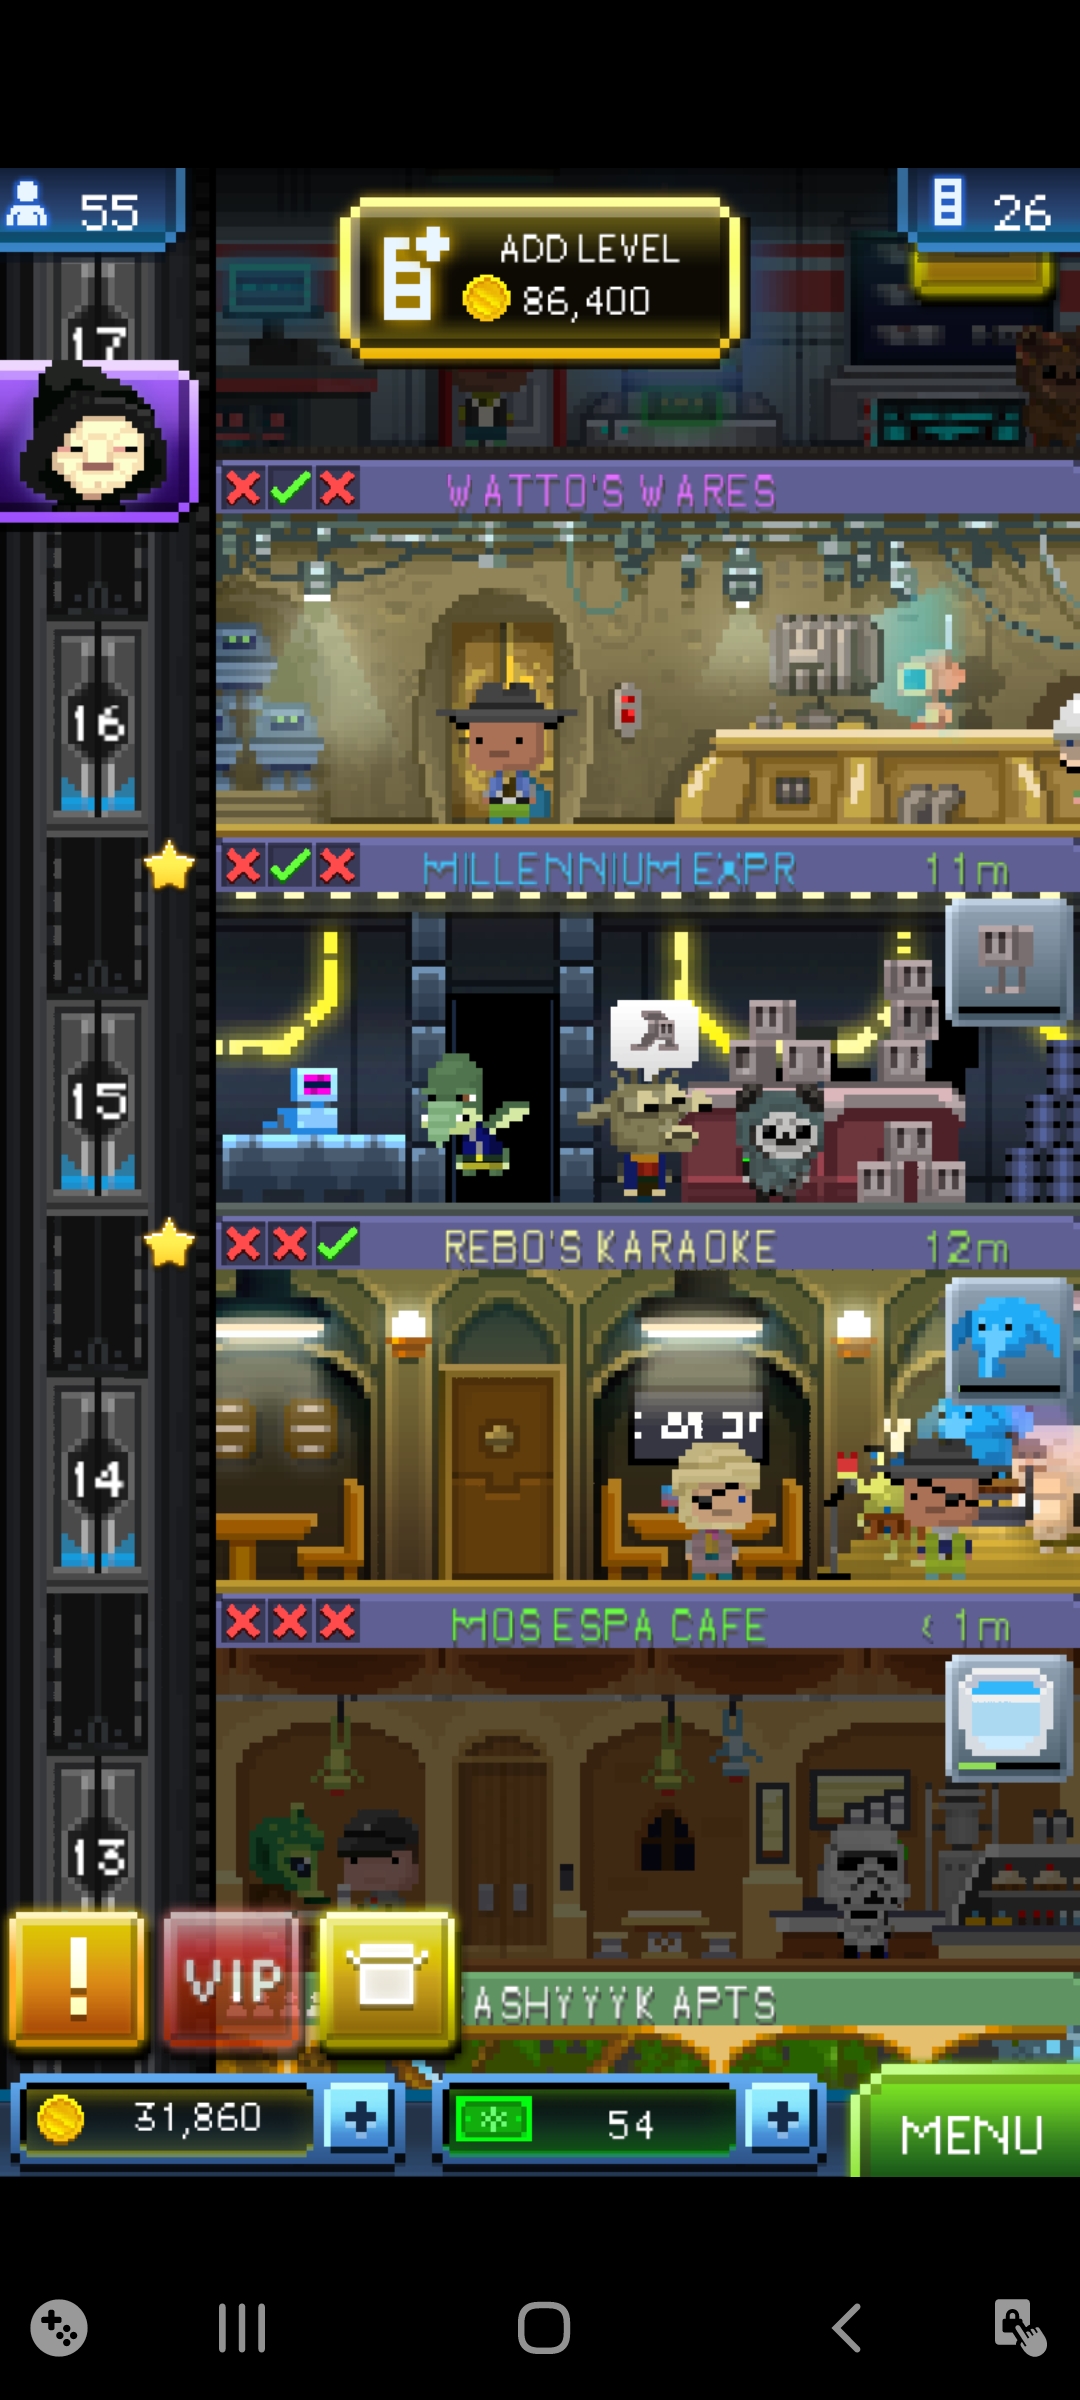 55
ADD LEVEL
86,400
26
17
WATTO'S WARES
16
MILLENNIUM EXPR
11m
15
REBO'S KARAOKE
12m
14
MOS ESPA CAFE
< 1m
13
!
VIP
ASHYYYK APTS
31,860
54
MENU